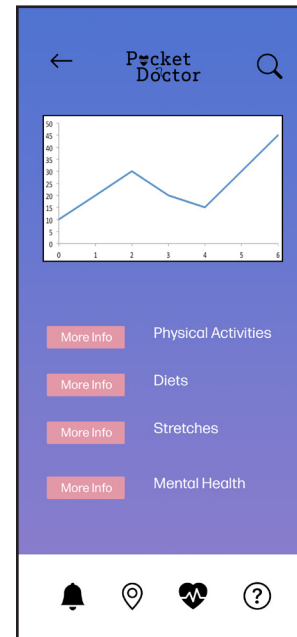 Pocket
Doctor
50
45
40
35
30
25
20
15
10
5
0
0 1 2 3 4 5 6
More Info Physical Activities
More Info Diets
More Info Stretches
More Info Mental Health
?